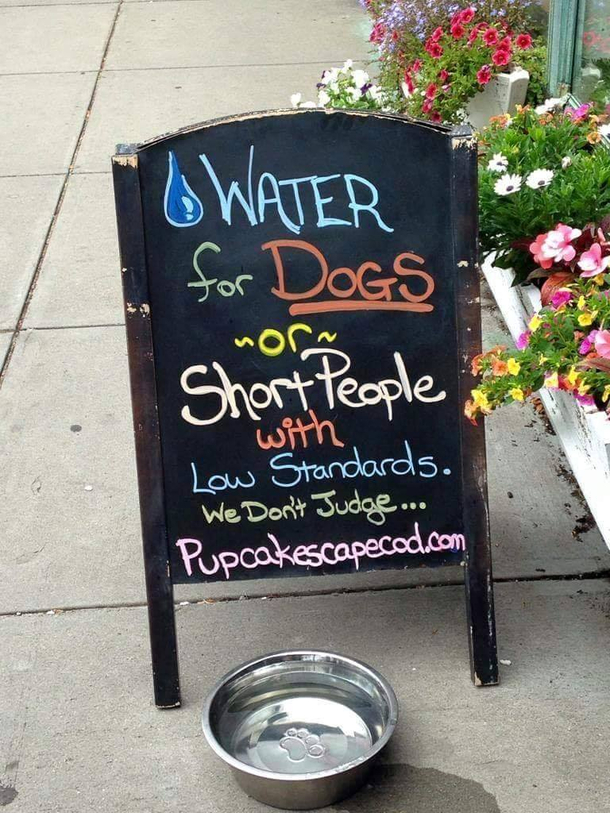 WATER
for DOGS
~or~
Short People
with
Low Standards.
We Don't Judge...
Pupcakescapecod.com